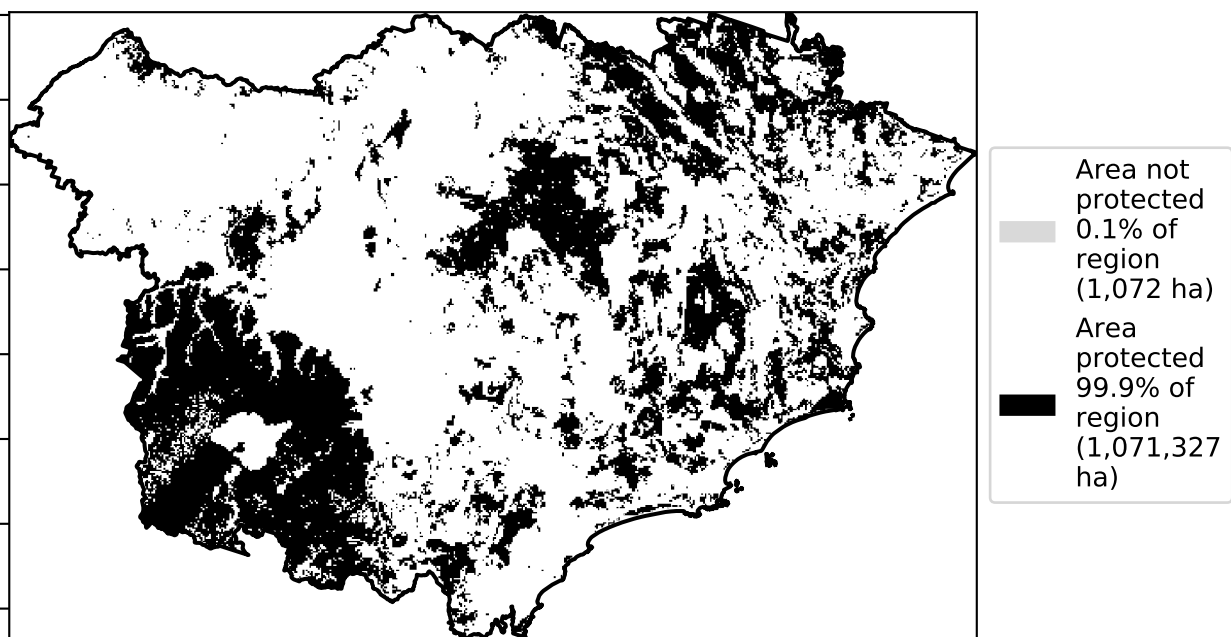 Area not
protected
0.1% of
region
(1,072 ha)
Area
protected
99.9% of
region
(1,071,327
ha)